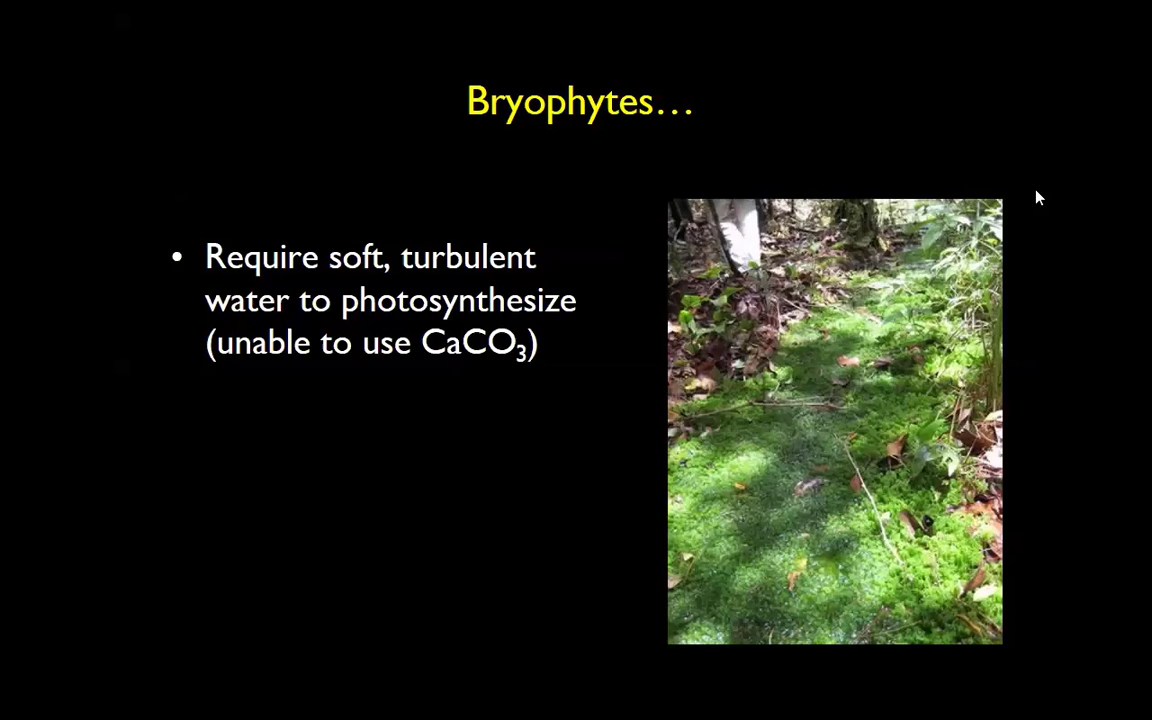 Bryophytes…
• Require soft, turbulent
water to photosynthesize
(unable to use CaCO₃)